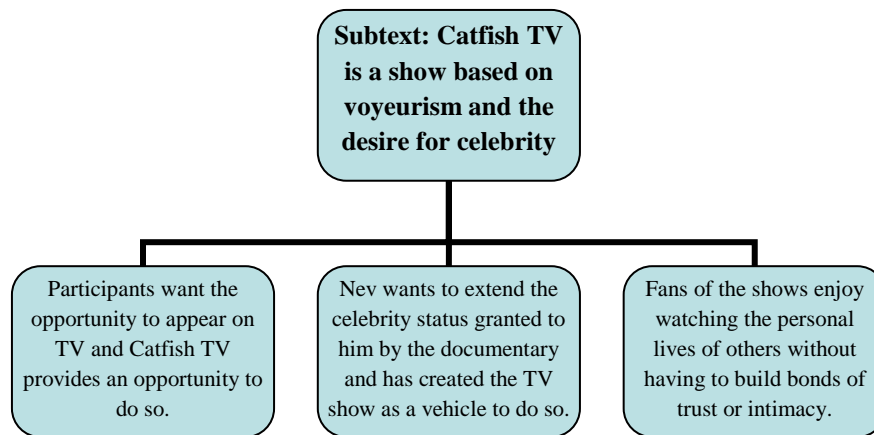 Subtext: Catfish TV
is a show based on
voyeurism and the
desire for celebrity
Participants want the
opportunity to appear on
TV and Catfish TV
provides an opportunity to
do so.
Nev wants to extend the
celebrity status granted to
him by the documentary
and has created the TV
show as a vehicle to do so.
Fans of the shows enjoy
watching the personal
lives of others without
having to build bonds of
trust or intimacy.